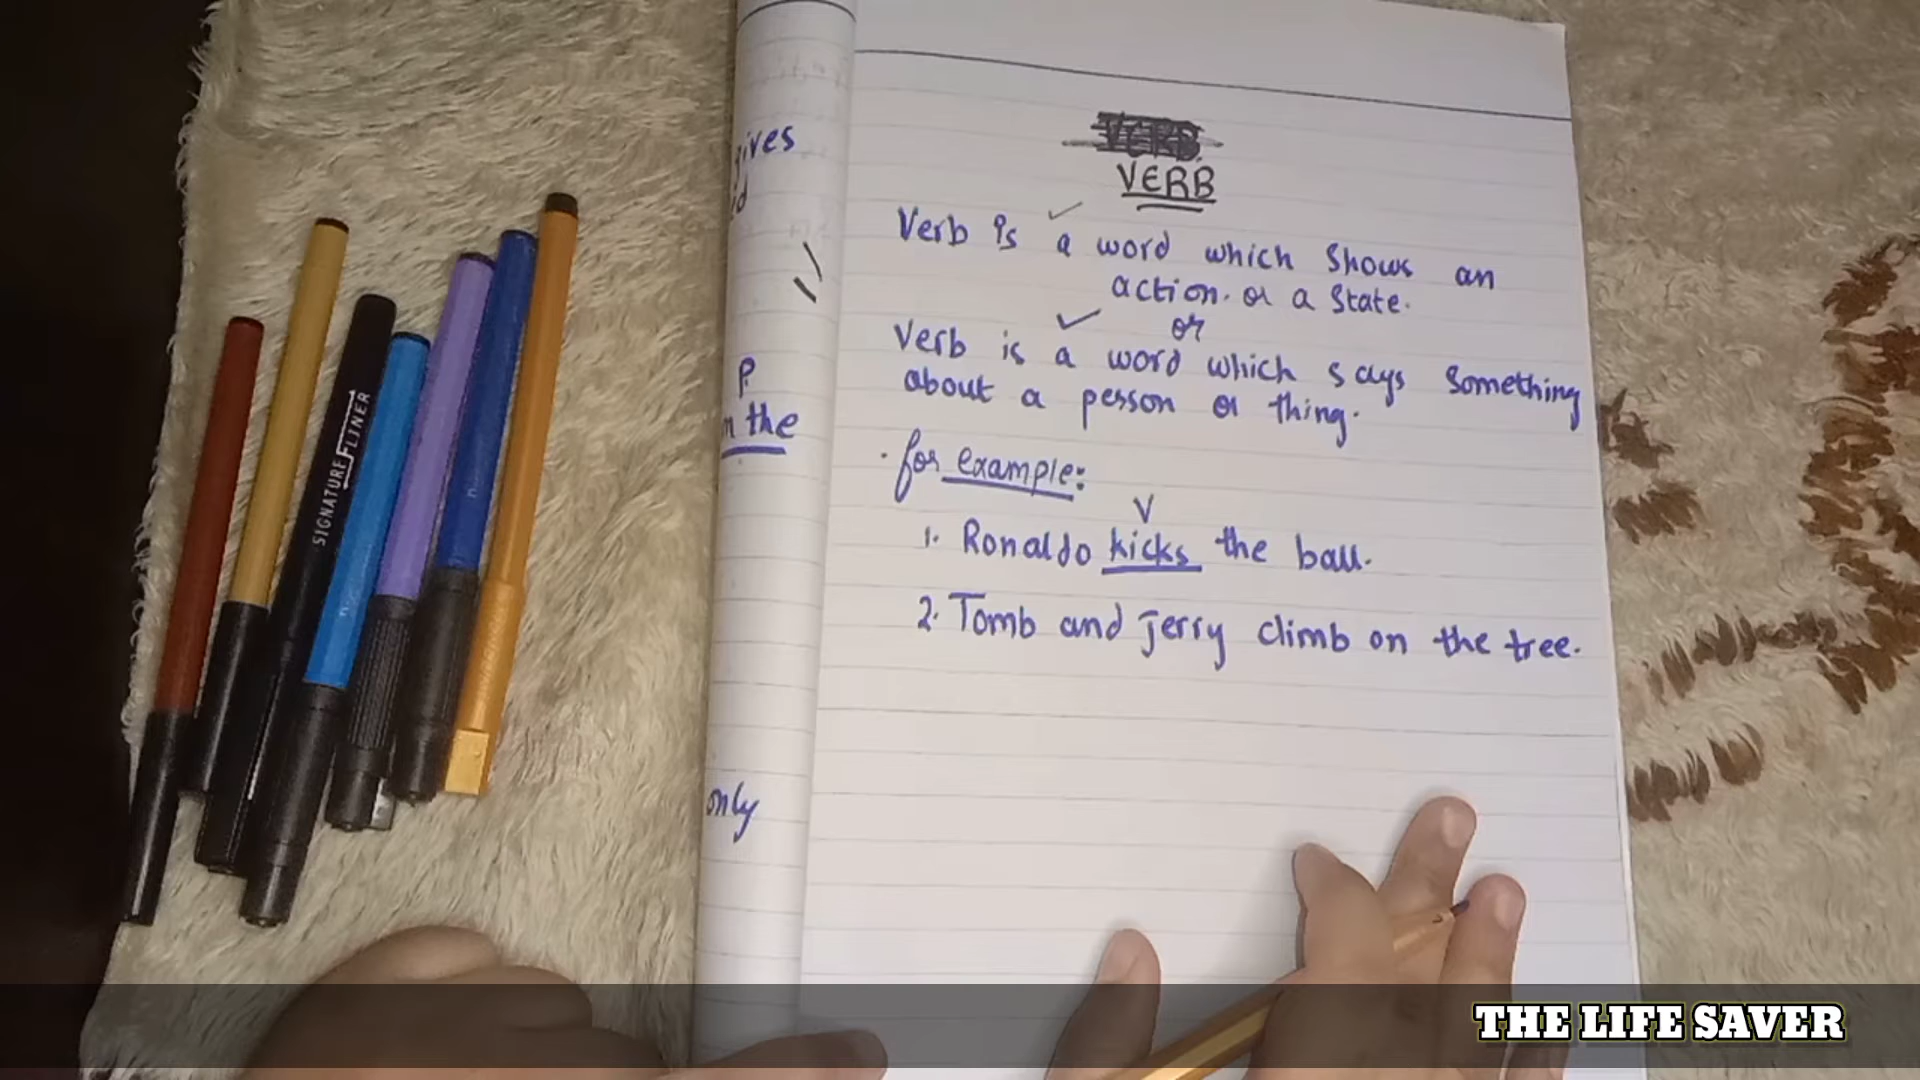 gives
P.
n the
only
VERB
VERB
Verb is a word which shows an
action. or a state.
or
Verb is a word which says something
about a person or thing.
. for example:
V
1. Ronaldo kicks the ball.
2. Tomb and Jerry climb on the tree.
SIGNATURE FLINER
THE LIFE SAVER